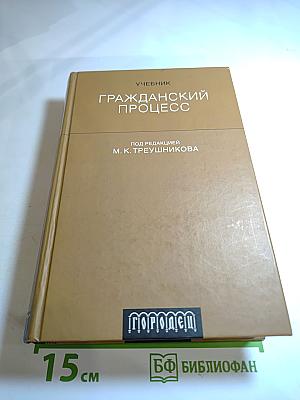 УЧЕБНИК
ГРАЖДАНСКИЙ
ПРОЦЕСС
ПОД РЕДАКЦИЕЙ
М. К. ТРЕУШНИКОВА
ГОРОДЕЦ
15 см
БФ БИБЛИОФАН